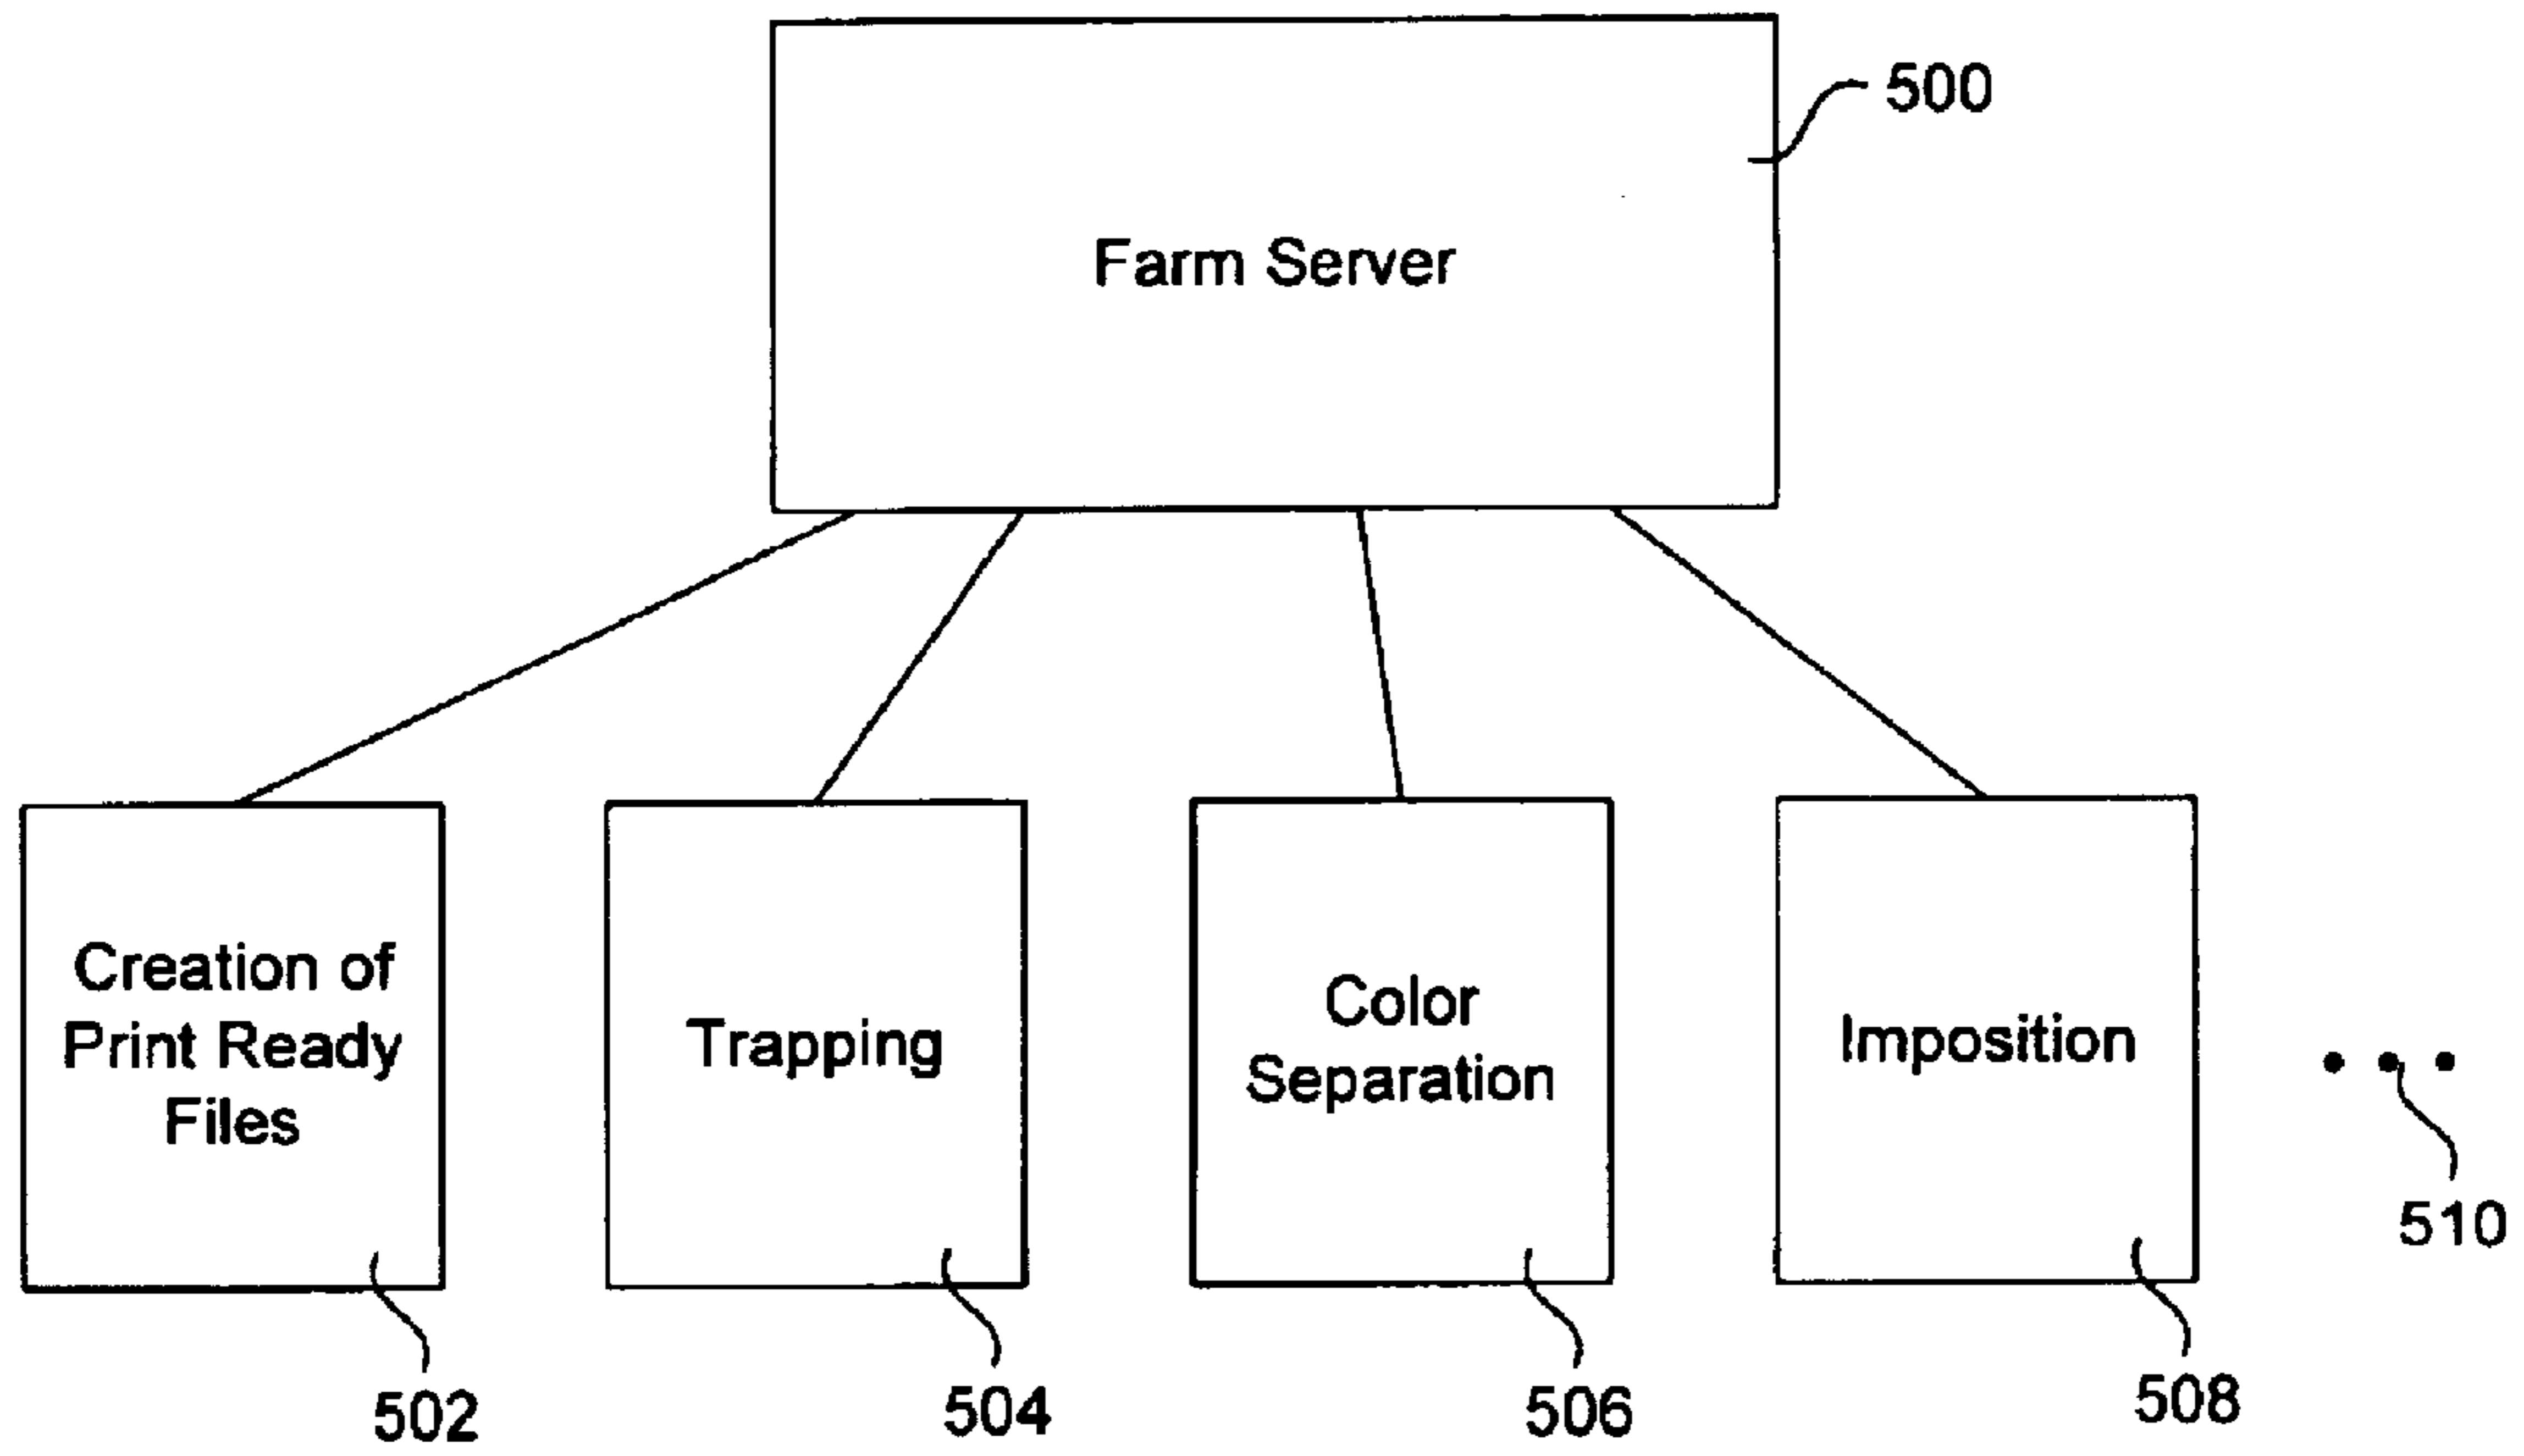 500
Farm Server
Creation of
Print Ready
Files
Trapping
Color
Separation
Imposition
510
502
504
506
508